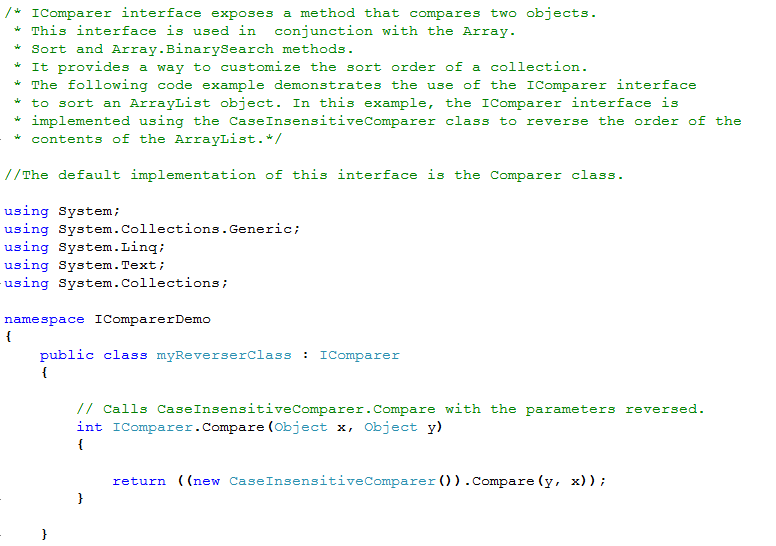 /* IComparer interface exposes a method that compares two objects.
 * This interface is used in  conjunction with the Array.
 * Sort and Array.BinarySearch methods.
 * It provides a way to customize the sort order of a collection.
 * The following code example demonstrates the use of the IComparer interface
 * to sort an ArrayList object. In this example, the IComparer interface is
 * implemented using the CaseInsensitiveComparer class to reverse the order of the
 * contents of the ArrayList.*/
//The default implementation of this interface is the Comparer class.
using System;
using System.Collections.Generic;
using System.Linq;
using System.Text;
using System.Collections;
namespace IComparerDemo
{
    public class myReverserClass : IComparer
    {
        // Calls CaseInsensitiveComparer.Compare with the parameters reversed.
        int IComparer.Compare(Object x, Object y)
        {
            return ((new CaseInsensitiveComparer()).Compare(y, x));
        }
    }